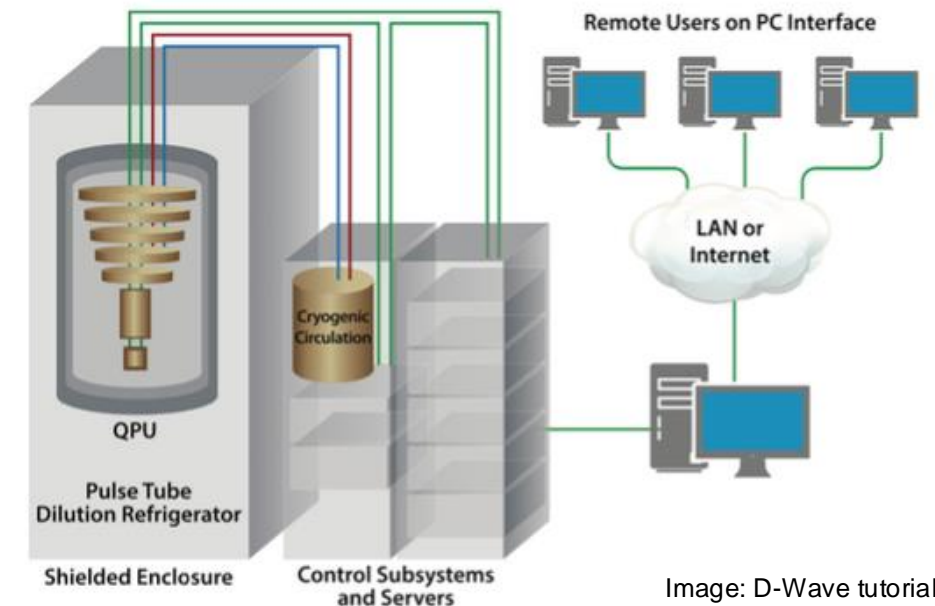 Remote Users on PC Interface
LAN or
Internet
Cryogenic
Circulation
QPU
Pulse Tube
Dilution Refrigerator
Shielded Enclosure
Control Subsystems
and Servers
Image: D-Wave tutorial